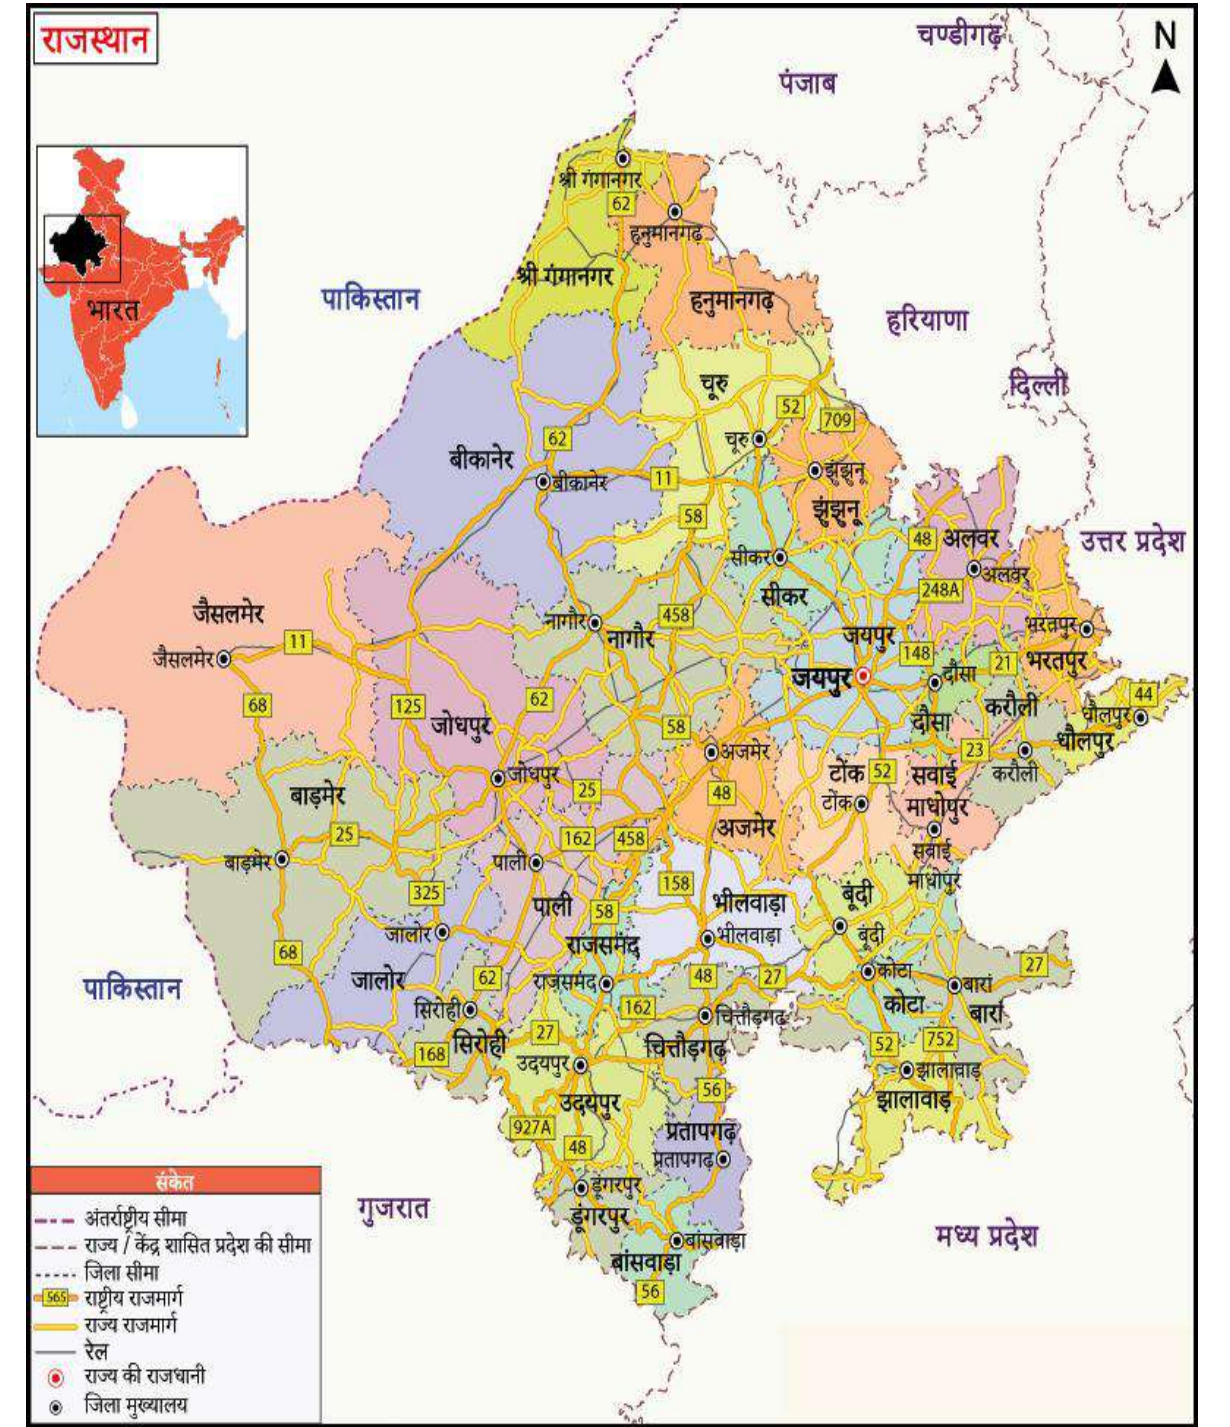 राजस्थान
चण्डीगढ़
N
पंजाब
श्री गंगानगर
62
हनुमानगढ़
श्री गंगानगर
हनुमानगढ़
पाकिस्तान
भारत
हरियाणा
दिल्ली
चूरु
52
709
चूरु
62
बीकानेर
बीकानेर
11
झुंझुनू
झुंझनू
58
48
अलवर
उत्तर प्रदेश
सीकर
अलवर
248A
सीकर
जैसलमेर
नागौर
नागौर
458
जयपुर
भरतपुर
जैसलमेर
11
148
21
भरतपुर
जयपुर
दौसा
44
68
125
जोधपुर
62
58
दौसा
करौली
धौलपुर
धौलपुर
अजमेर
23
करौली
जोधपुर
टोंक
52
सवाई
माधोपुर
बाड़मेर
25
48
टोंक
अजमेर
25
162
458
सवाई
माधोपुर
बाड़मेर
पाली
325
158
पाली
58
भीलवाड़ा
बूंदी
जालोर
राजसमंद
भीलवाड़ा
बूंदी
68
जालोर
62
राजसमंद
48
27
कोटा
27
पाकिस्तान
बारां
बारां
सिरोही
162
चित्तौड़गढ़
कोटा
168
सिरोही
27
चित्तौड़गढ़
52
752
उदयपुर
झालावाड़
उदयपुर
56
झालावाड़
927A
48
प्रतापगढ़
प्रतापगढ़
डूंगरपुर
गुजरात
डूंगरपुर
मध्य प्रदेश
बांसवाड़ा
बांसवाड़ा
56
संकेत
अंतर्राष्ट्रीय सीमा
राज्य / केंद्र शासित प्रदेश की सीमा
जिला सीमा
565 राष्ट्रीय राजमार्ग
राज्य राजमार्ग
रेल
राज्य की राजधानी
जिला मुख्यालय